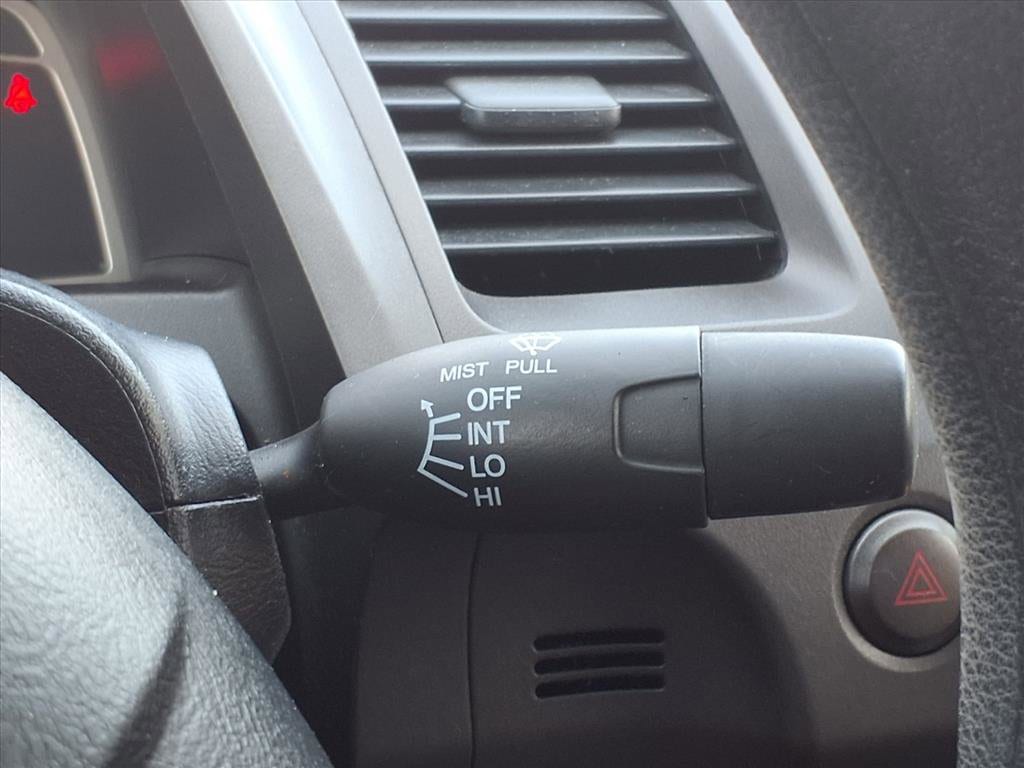 MIST PULL
OFF
INT
LO
HI